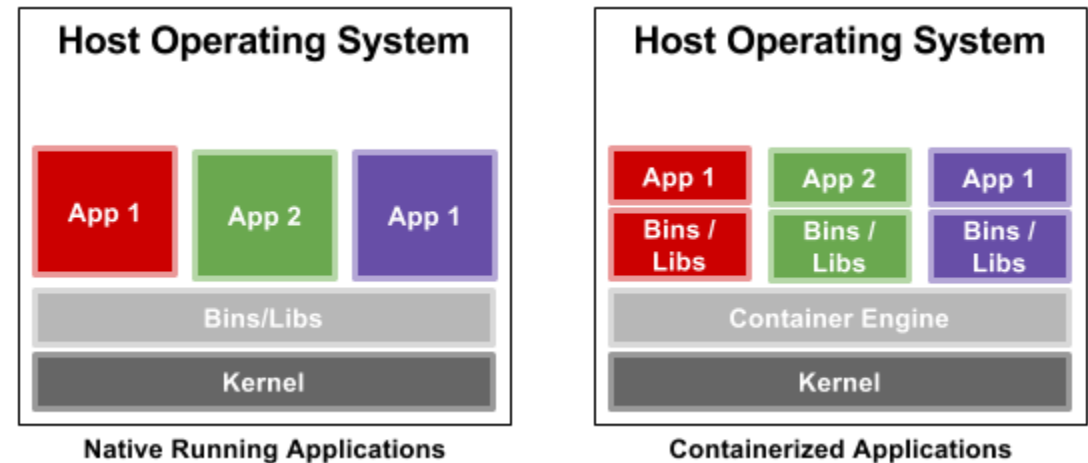 Host Operating System
App 1
App 2
App 1
Bins/Libs
Kernel
Native Running Applications
Host Operating System
App 1
Bins /
Libs
App 2
Bins /
Libs
App 1
Bins /
Libs
Container Engine
Kernel
Containerized Applications